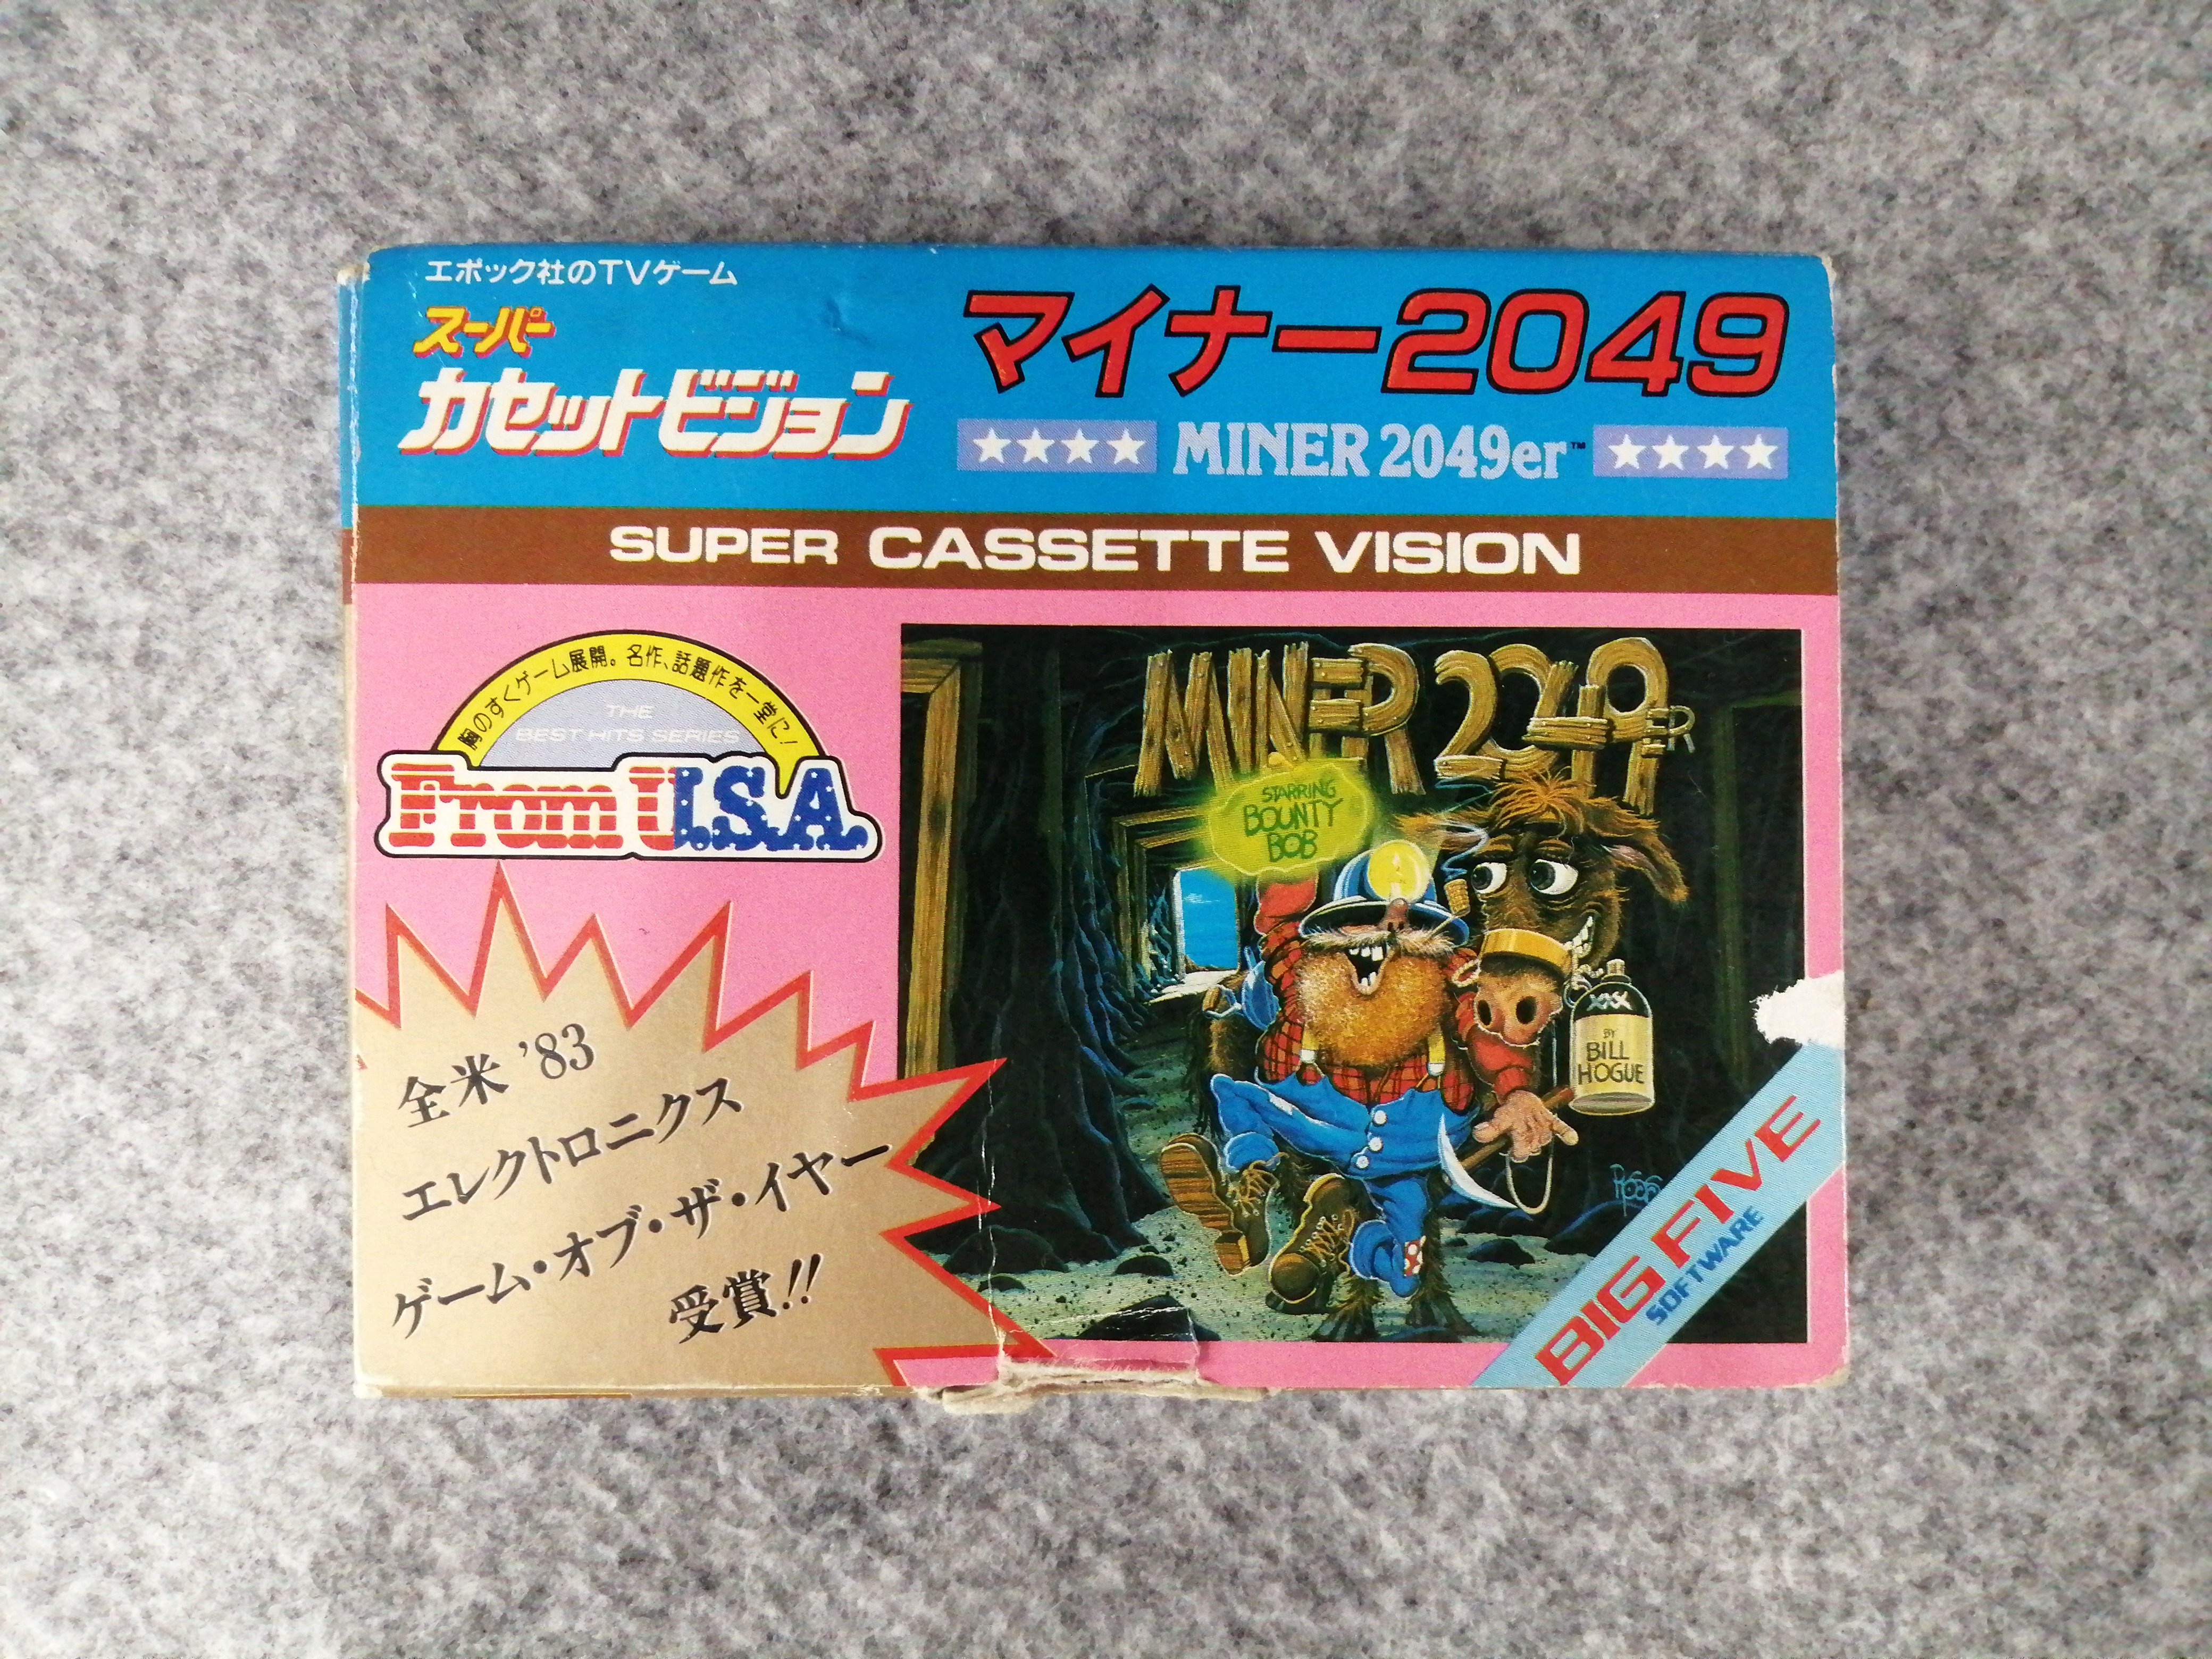 エポック社のTVゲーム
スーパー
カセットビジョン
マイナー2049
★★★★ MINER 2049er™ ★★★★
SUPER CASSETTE VISION
胸のすくゲーム展開。名作、話題作を一堂に!
THE
BEST HITS SERIES
From U.S.A.
全米 '83
エレクトロニクス
ゲーム・オブ・ザ・イヤー
受賞!!
MINER 2049ER
STARRING
BOUNTY
BOB
XXX
BY
BILL
HOGUE
BIG FIVE
SOFTWARE